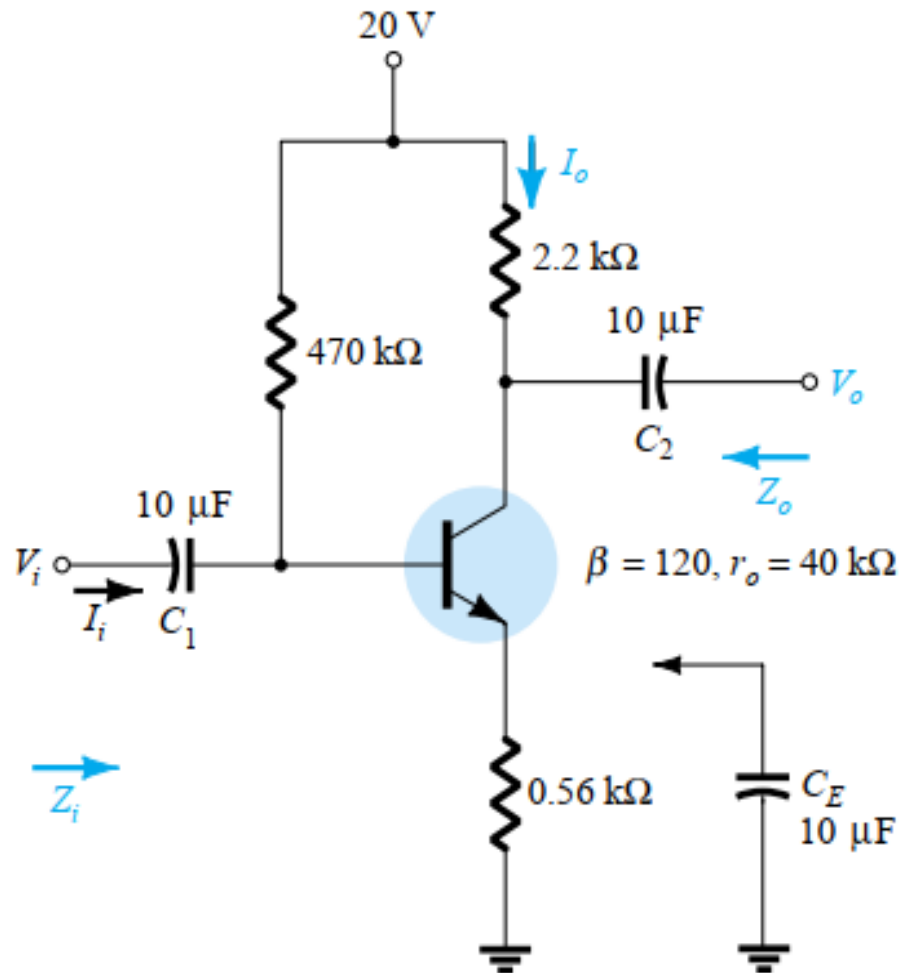 20 V
I_o
2.2 kΩ
10 µF
470 kΩ
V_o
C_2
Z_o
10 µF
V_i
β = 120, r_o = 40 kΩ
I_i
C_1
Z_i
0.56 kΩ
C_E
10 µF